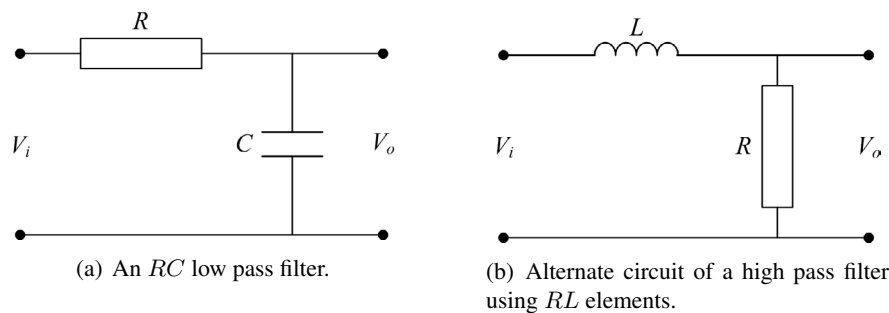 R
C
V_i
V_o
(a) An RC low pass filter.
L
R
V_i
V_o
(b) Alternate circuit of a high pass filter
using RL elements.